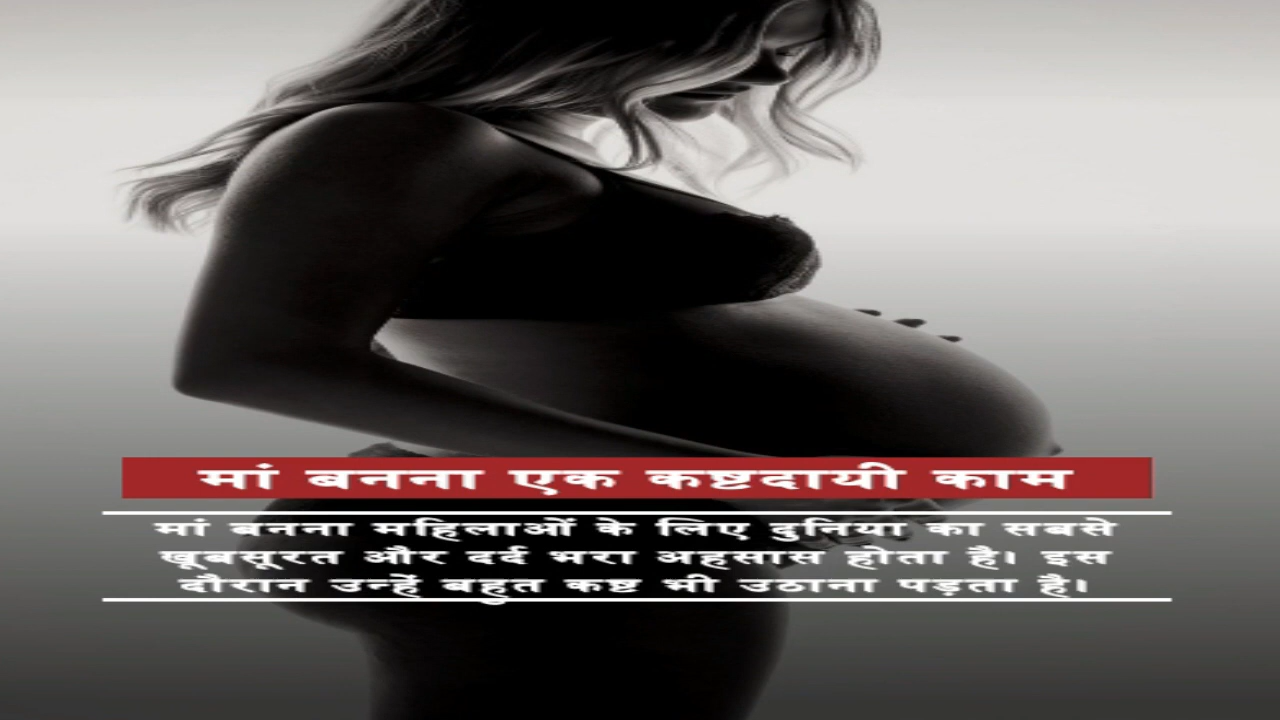 मां बनना एक कष्टदायी काम
मां बनना महिलाओं के लिए दुनिया का सबसे
खूबसूरत और दर्द भरा अहसास होता है। इस
दौरान उन्हें बहुत कष्ट भी उठाना पड़ता है।